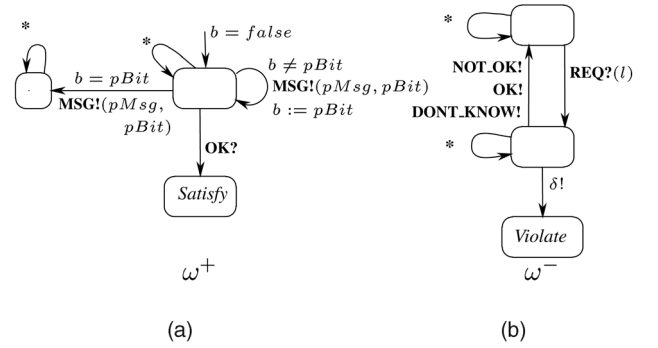 *
*
b = false
b = pBit
MSG!(pMsg,
pBit)
b ≠ pBit
MSG!(pMsg, pBit)
b := pBit
OK?
Satisfy
ω⁺
(a)
*
NOT_OK!
OK!
DONT_KNOW!
REQ?(l)
*
δ!
Violate
ω⁻
(b)